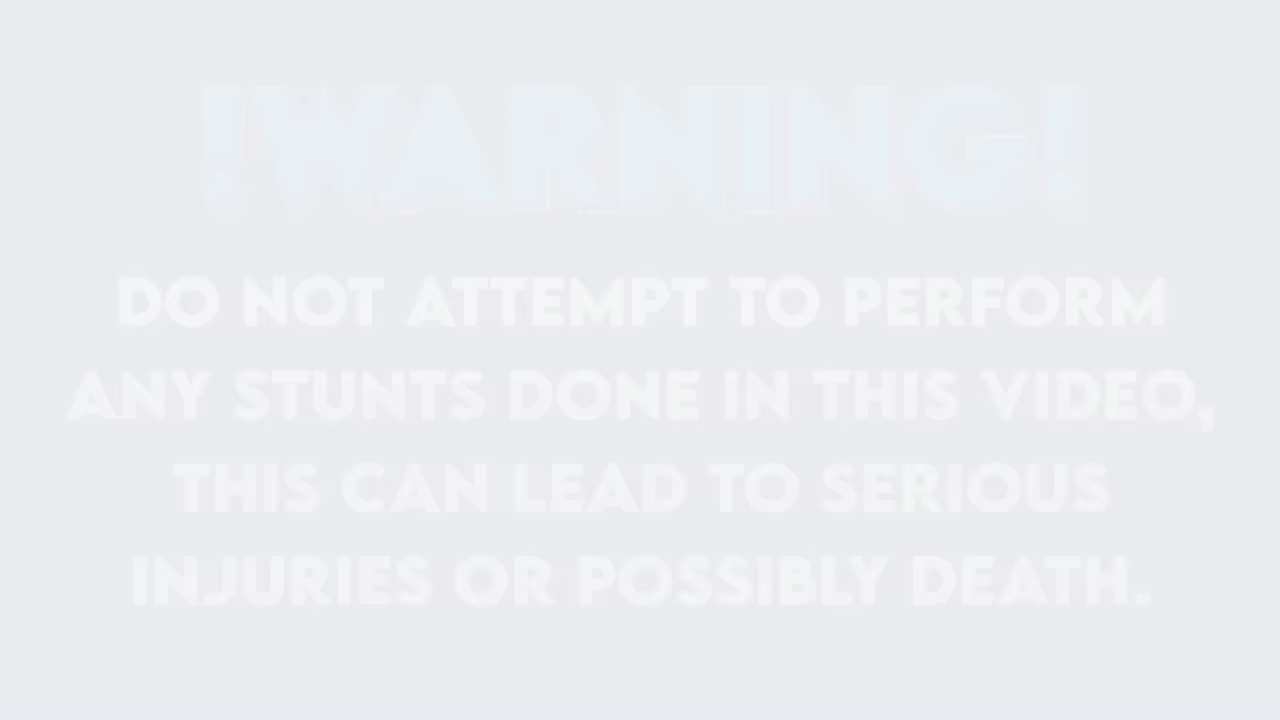 !WARNING!
DO NOT ATTEMPT TO PERFORM
ANY STUNTS DONE IN THIS VIDEO,
THIS CAN LEAD TO SERIOUS
INJURIES OR POSSIBLY DEATH.